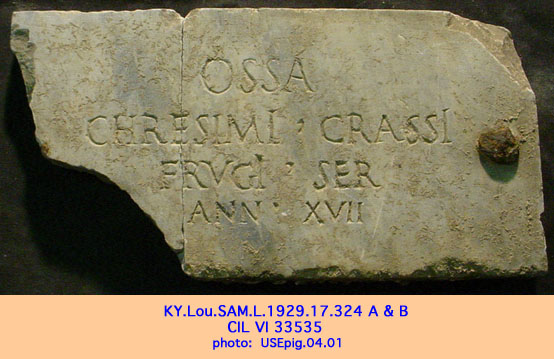 OSSA
CHRESIMI · CRASSI
FRVGI · SER
ANN · XVII
KY.Lou.SAM.L.1929.17.324 A & B
CIL VI 33535
photo: USEpig.04.01